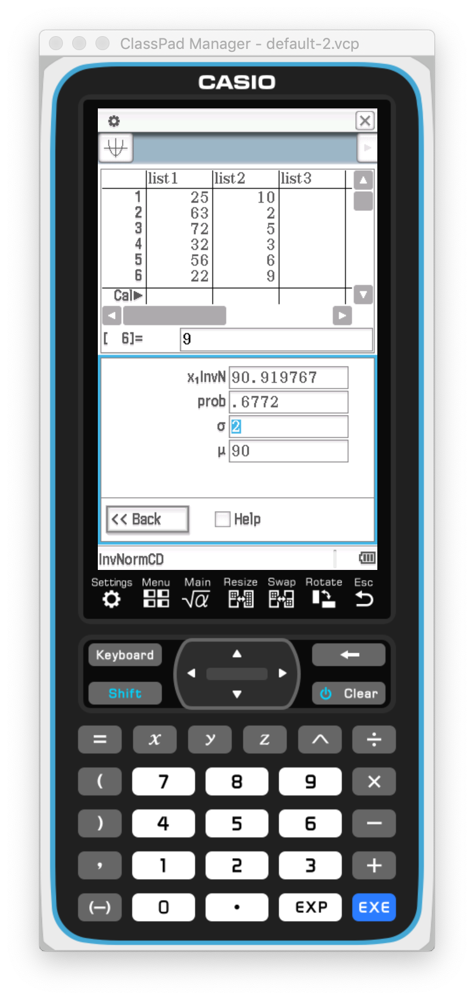 ClassPad Manager - default-2.vcp
CASIO
list1 list2 list3
1 25 10
2 63 2
3 72 5
4 32 3
5 56 6
6 22 9
Cal▶
[ 6]= 9
x₁InvN 90.919767
prob .6772
σ 2
μ 90
<< Back Help
InvNormCD
Settings Menu Main Resize Swap Rotate Esc
√α
Keyboard
Shift Clear
= x y z ^ ÷
( 7 8 9 ×
) 4 5 6 −
, 1 2 3 +
(−) 0 . EXP EXE